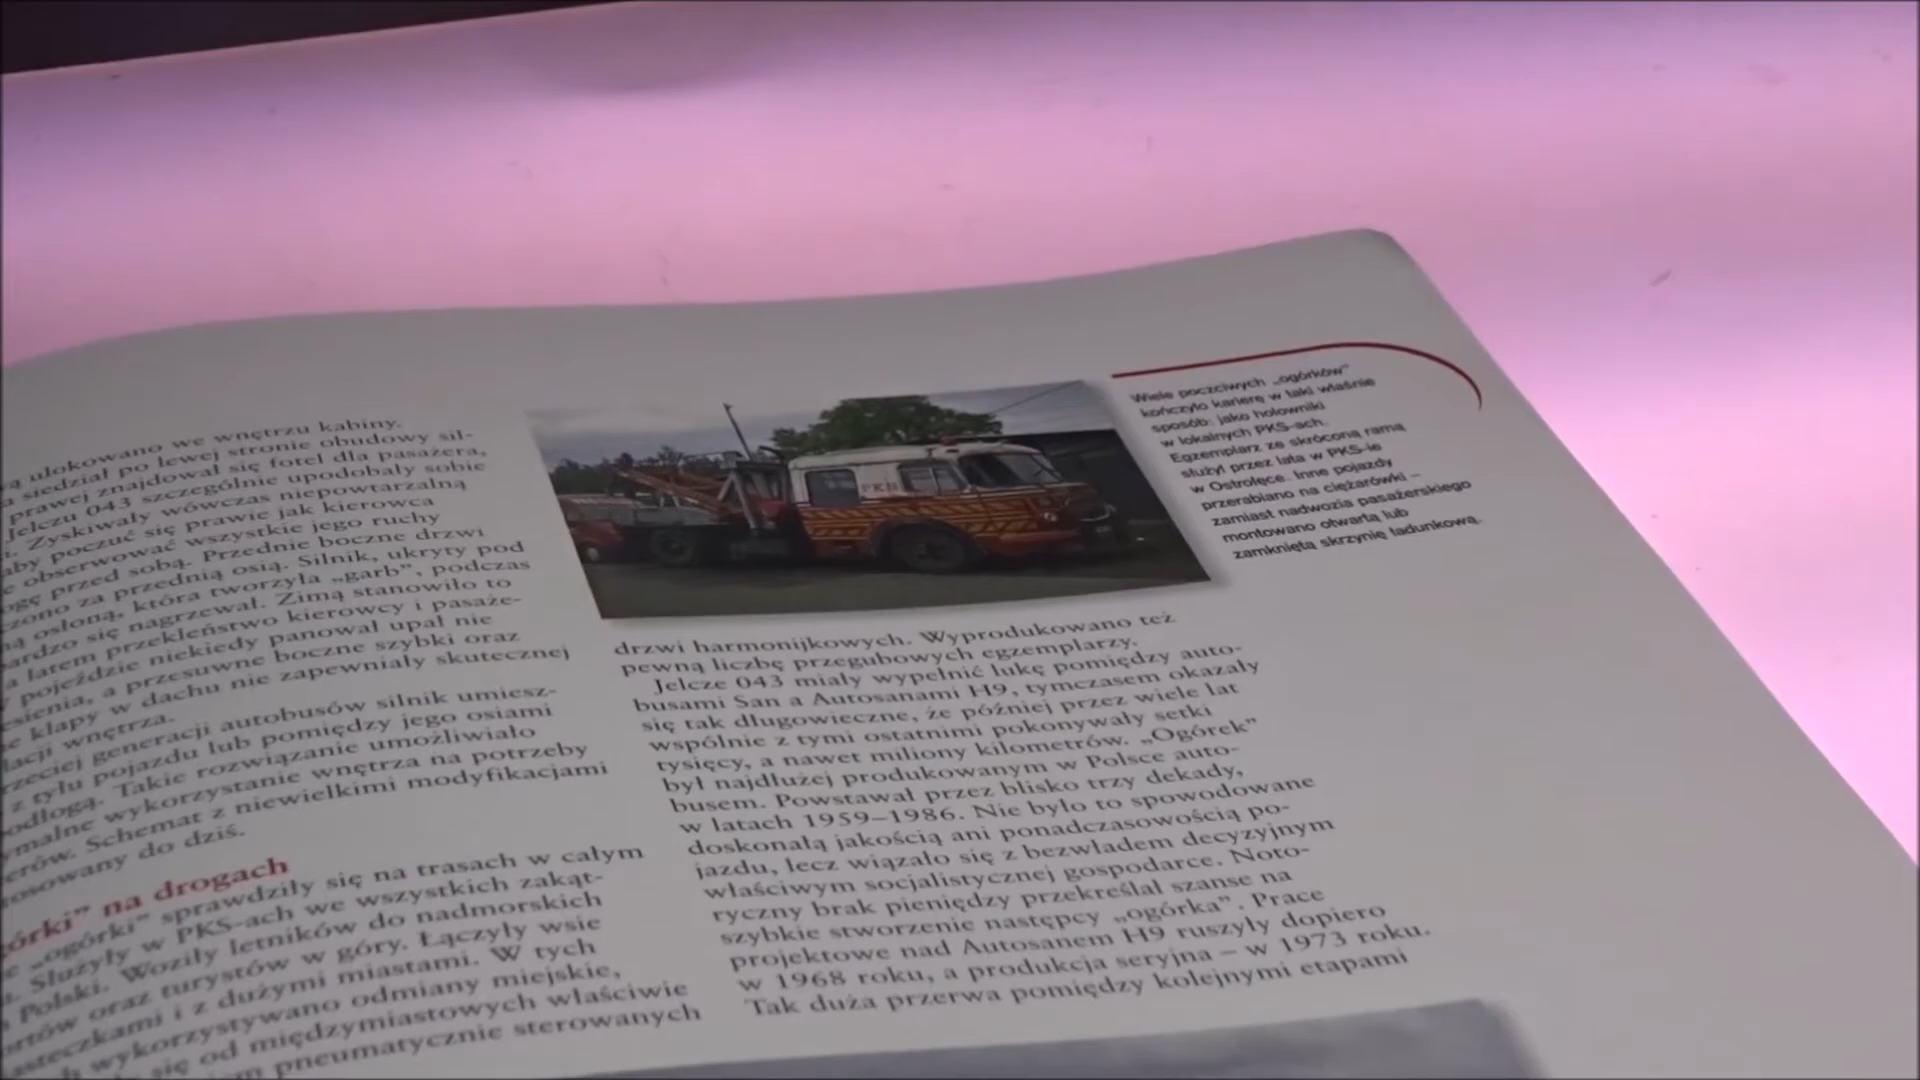 ulokowano we wnętrzu kabiny.
siedział po lewej stronie obudowy sil-
prawej znajdował się fotel dla pasażera,
Jelczu 043 szczególnie upodobały sobie
Zyskiwały wówczas niepowtarzalną
aby poczuć się prawie jak kierowca
obserwować wszystkie jego ruchy
przed sobą. Przednie boczne drzwi
za przednią osią. Silnik, ukryty pod
osłoną, która tworzyła „garb”, podczas
się nagrzewał. Zimą stanowiło to
latem przekleństwo kierowcy i pasaże-
pojeździe niekiedy panował upał nie
a przesuwne boczne szybki oraz
klapy w dachu nie zapewniały skutecznej
wnętrza.
generacji autobusów silnik umiesz-
z tyłu pojazdu lub pomiędzy jego osiami
Takie rozwiązanie umożliwiało
wykorzystanie wnętrza na potrzeby
Schemat z niewielkimi modyfikacjami
do dziś.
na drogach
„ogórki” sprawdziły się na trasach w całym
Służyły w PKS-ach we wszystkich zakąt-
Polski. Woziły letników do nadmorskich
oraz turystów w góry. Łączyły wsie
i z dużymi miastami. W tych
wykorzystywano odmiany miejskie,
się od międzymiastowych właściwie
pneumatycznie sterowanych
PKS
Wiele poczciwych „ogórków”
kończyło karierę w taki właśnie
sposób: jako holowniki
w lokalnych PKS-ach.
Egzemplarz ze skróconą ramą
służył przez lata w PKS-ie
w Ostrołęce. Inne pojazdy
przerabiano na ciężarówki –
zamiast nadwozia pasażerskiego
montowano otwartą lub
zamkniętą skrzynię ładunkową.
drzwi harmonijkowych. Wyprodukowano też
pewną liczbę przegubowych egzemplarzy.
Jelcze 043 miały wypełnić lukę pomiędzy auto-
busami San a Autosanami H9, tymczasem okazały
się tak długowieczne, że później przez wiele lat
wspólnie z tymi ostatnimi pokonywały setki
tysięcy, a nawet miliony kilometrów. „Ogórek”
był najdłużej produkowanym w Polsce auto-
busem. Powstawał przez blisko trzy dekady,
w latach 1959–1986. Nie było to spowodowane
doskonałą jakością ani ponadczasowością po-
jazdu, lecz wiązało się z bezwładem decyzyjnym
właściwym socjalistycznej gospodarce. Noto-
ryczny brak pieniędzy przekreślał szanse na
szybkie stworzenie następcy „ogórka”. Prace
projektowe nad Autosanem H9 ruszyły dopiero
w 1968 roku, a produkcja seryjna – w 1973 roku.
Tak duża przerwa pomiędzy kolejnymi etapami